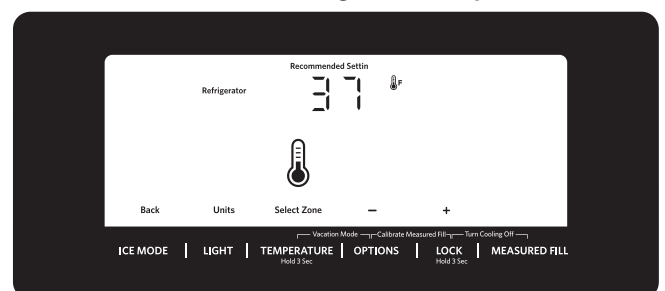 Recommended Settin
Refrigerator 37 F
Back Units Select Zone – +
Vacation Mode Calibrate Measured Fill Turn Cooling Off
ICE MODE LIGHT TEMPERATURE OPTIONS LOCK MEASURED FILL
Hold 3 Sec Hold 3 Sec